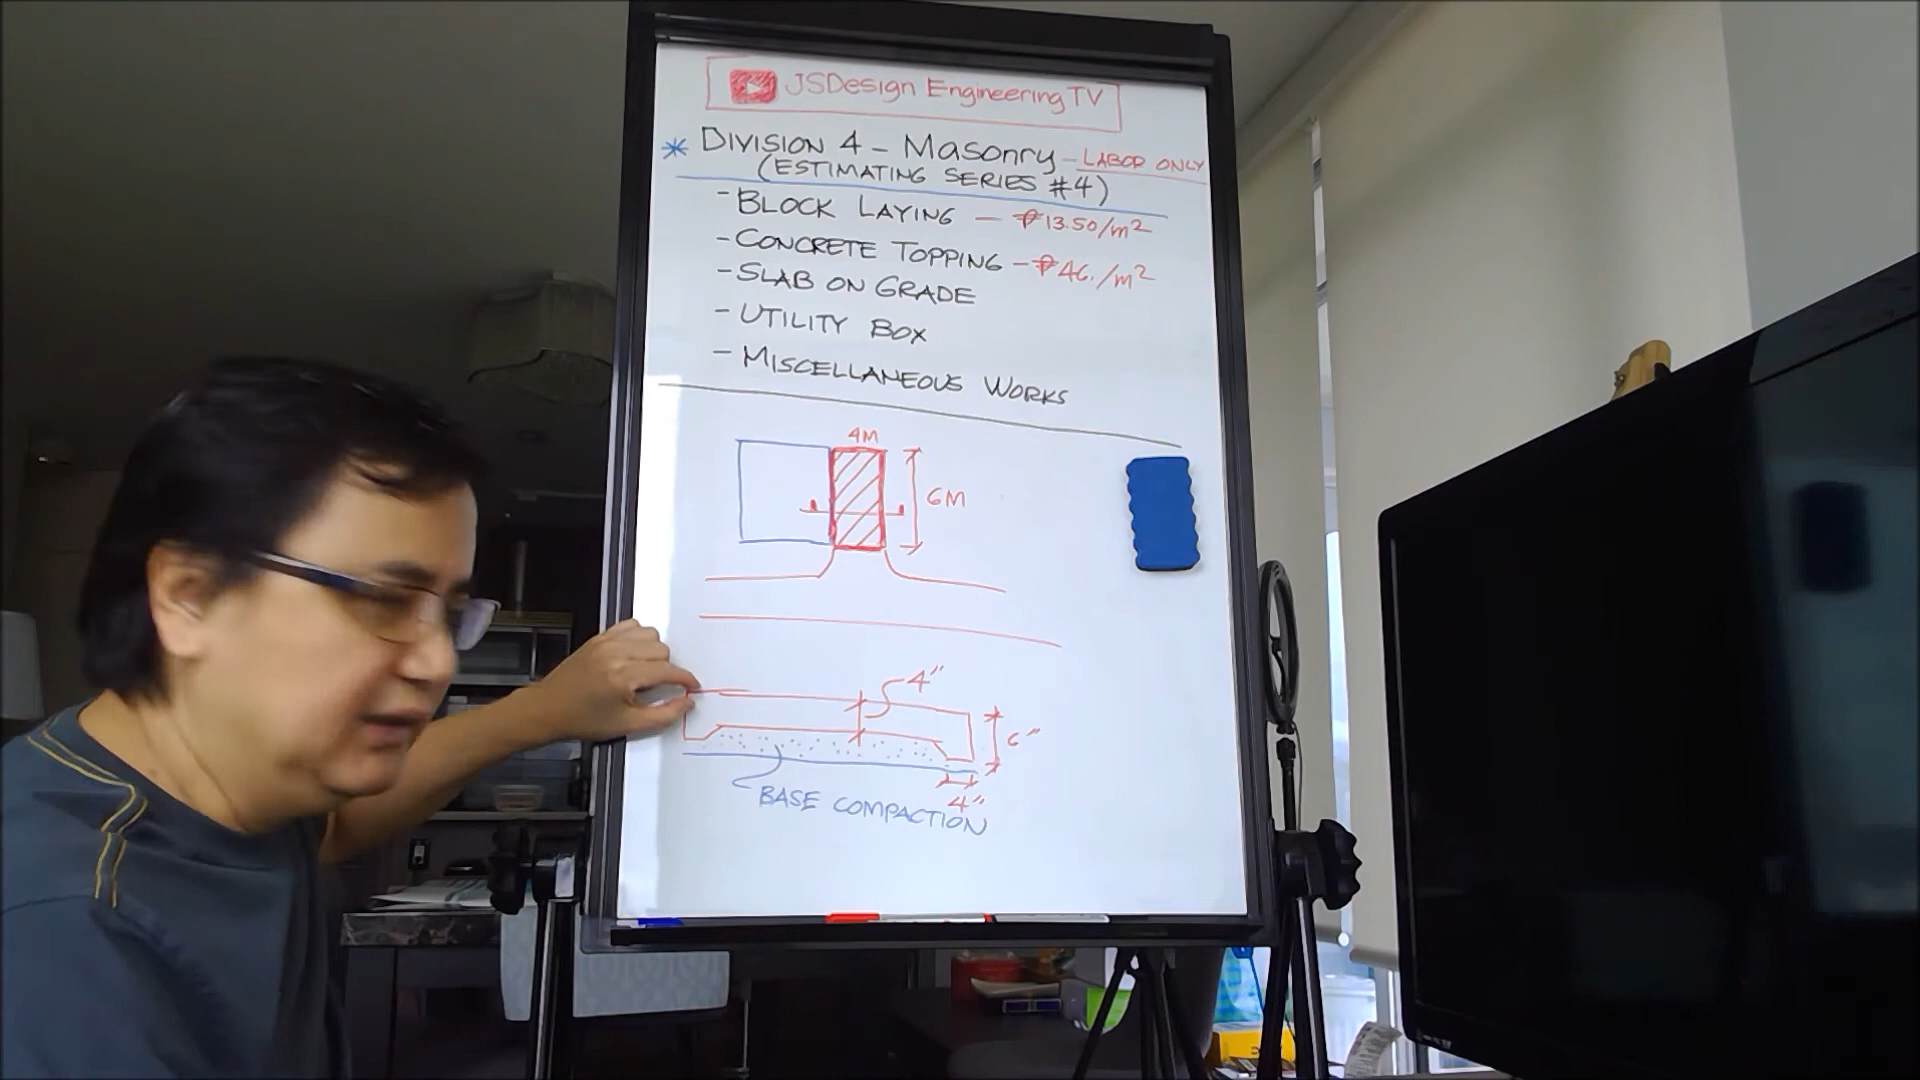 JSDesign Engineering TV
* DIVISION 4 - Masonry - LABOR ONLY
(ESTIMATING SERIES #4)
- BLOCK LAYING - ₱13.50/m²
- CONCRETE TOPPING - ₱46./m²
- SLAB ON GRADE
- UTILITY BOX
- MISCELLANEOUS WORKS
4M
6M
4"
6"
4"
BASE COMPACTION